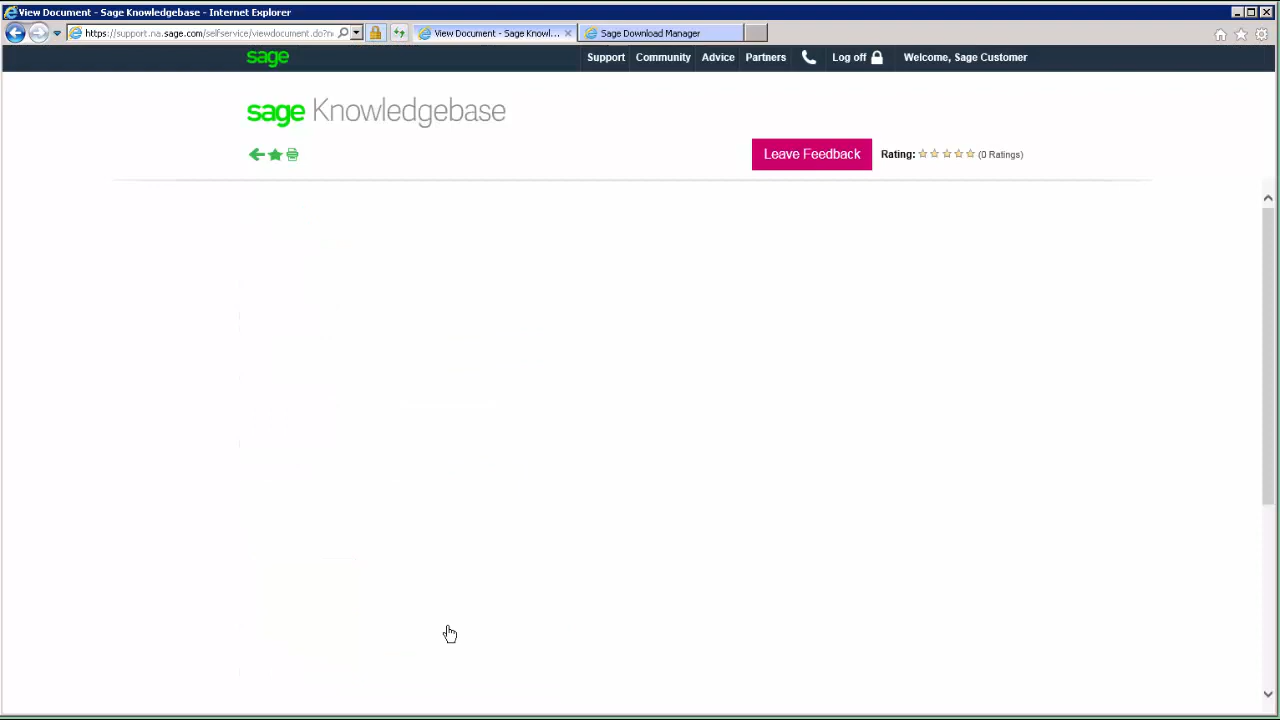 View Document - Sage Knowledgebase - Internet Explorer
https://support.na.sage.com/selfservice/viewdocument.do?n
View Document - Sage Knowl...
Sage Download Manager
sage
Support
Community
Advice
Partners
Log off
Welcome, Sage Customer
sage Knowledgebase
Leave Feedback
Rating: (0 Ratings)